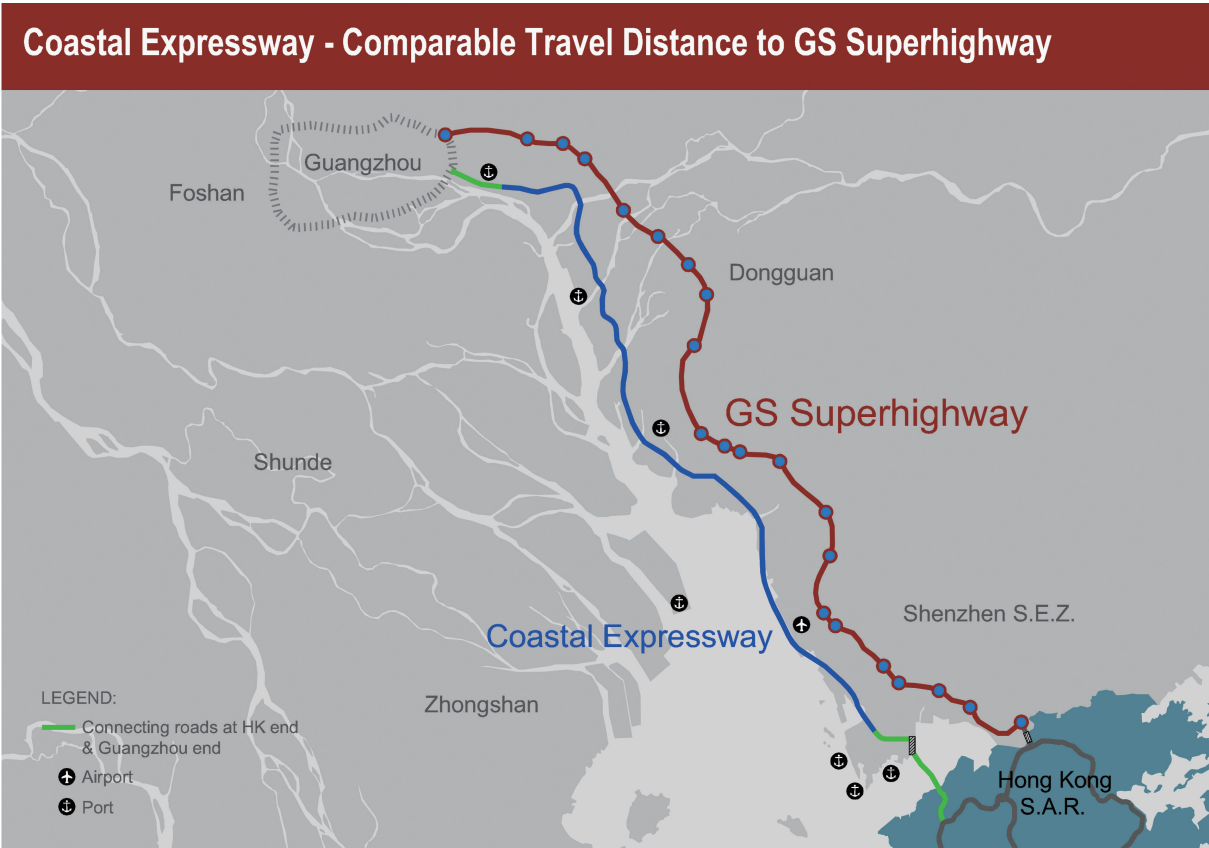 Coastal Expressway - Comparable Travel Distance to GS Superhighway
Guangzhou
Foshan
Dongguan
GS Superhighway
Shunde
Shenzhen S.E.Z.
Coastal Expressway
Zhongshan
LEGEND:
Connecting roads at HK end
& Guangzhou end
Airport
Port
Hong Kong
S.A.R.